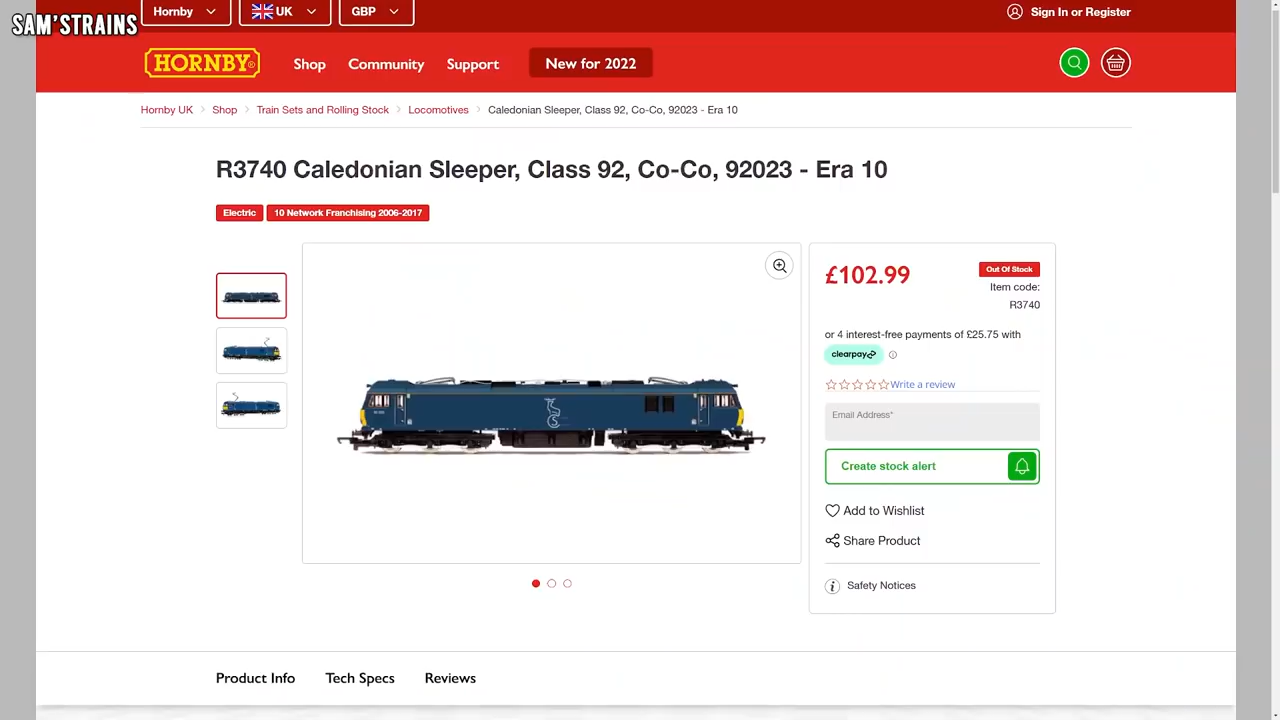 SAM'STRAINS
Hornby
UK
GBP
Sign In or Register
HORNBY®
Shop
Community
Support
New for 2022
Hornby UK > Shop > Train Sets and Rolling Stock > Locomotives > Caledonian Sleeper, Class 92, Co-Co, 92023 - Era 10
R3740 Caledonian Sleeper, Class 92, Co-Co, 92023 - Era 10
Electric
10 Network Franchising 2006-2017
£102.99
Out Of Stock
Item code:
R3740
or 4 interest-free payments of £25.75 with
clearpay
Write a review
Email Address*
Create stock alert
Add to Wishlist
Share Product
Safety Notices
Product Info
Tech Specs
Reviews